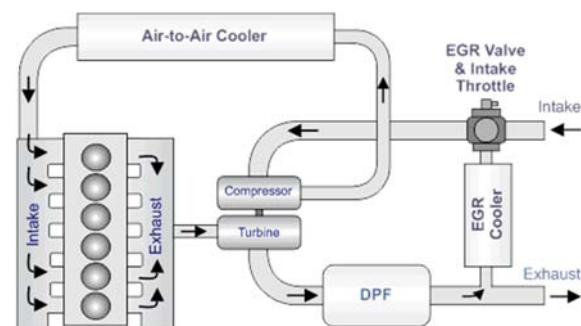 Air-to-Air Cooler
EGR Valve
& Intake
Throttle
Intake
Compressor
Turbine
Intake
Exhaust
EGR
Cooler
DPF
Exhaust